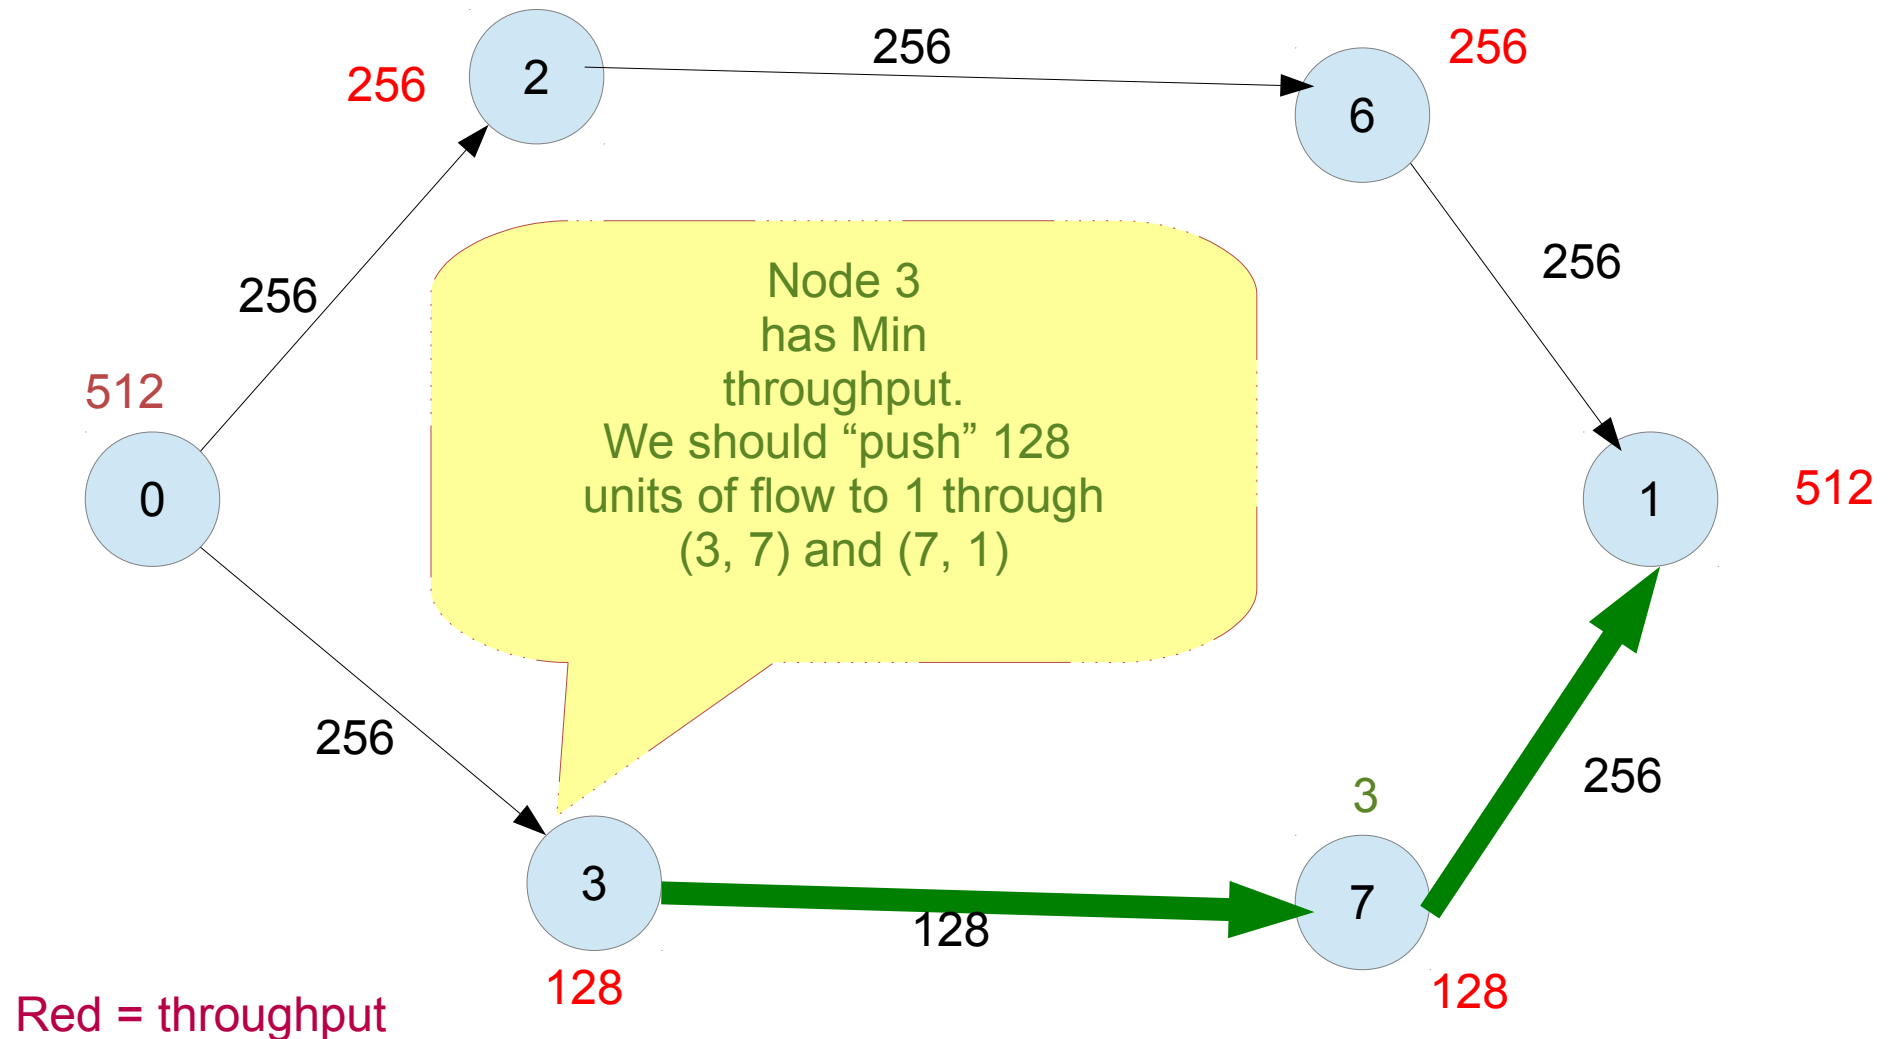 256
256
256
2
6
256
256
512
0
Node 3
has Min
throughput.
We should “push” 128
units of flow to 1 through
(3, 7) and (7, 1)
1
512
256
3
256
3
7
128
128
128
Red = throughput